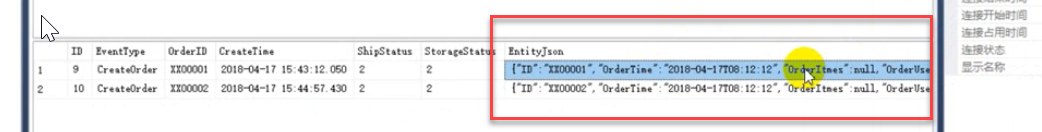 ID EventType OrderID CreateTime ShipStatus StorageStatus EntityJson
1 9 CreateOrder XX00001 2018-04-17 15:43:12.050 2 2 {"ID":"XX00001","OrderTime":"2018-04-17T08:12:12","OrderItmes":null,"OrderUse
2 10 CreateOrder XX00002 2018-04-17 15:44:57.430 2 2 {"ID":"XX00002","OrderTime":"2018-04-17T08:12:12","OrderItmes":null,"OrderUse
连接开始时间
连接占用时间
连接状态
显示名称